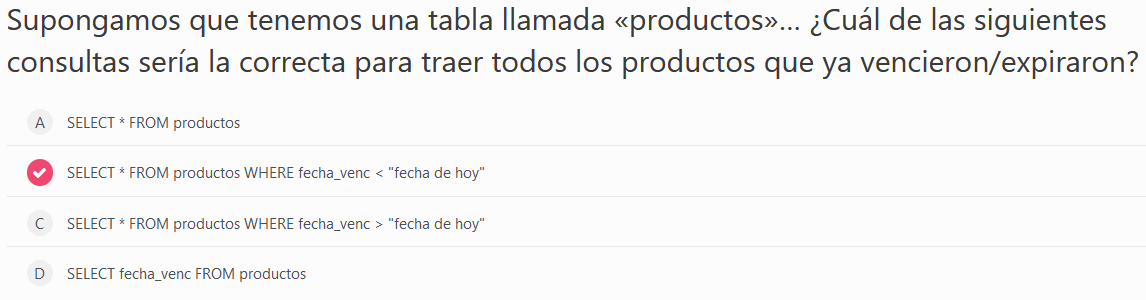 Supongamos que tenemos una tabla llamada «productos»... ¿Cuál de las siguientes
consultas sería la correcta para traer todos los productos que ya vencieron/expiraron?
A SELECT * FROM productos
SELECT * FROM productos WHERE fecha_venc < "fecha de hoy"
C SELECT * FROM productos WHERE fecha_venc > "fecha de hoy"
D SELECT fecha_venc FROM productos